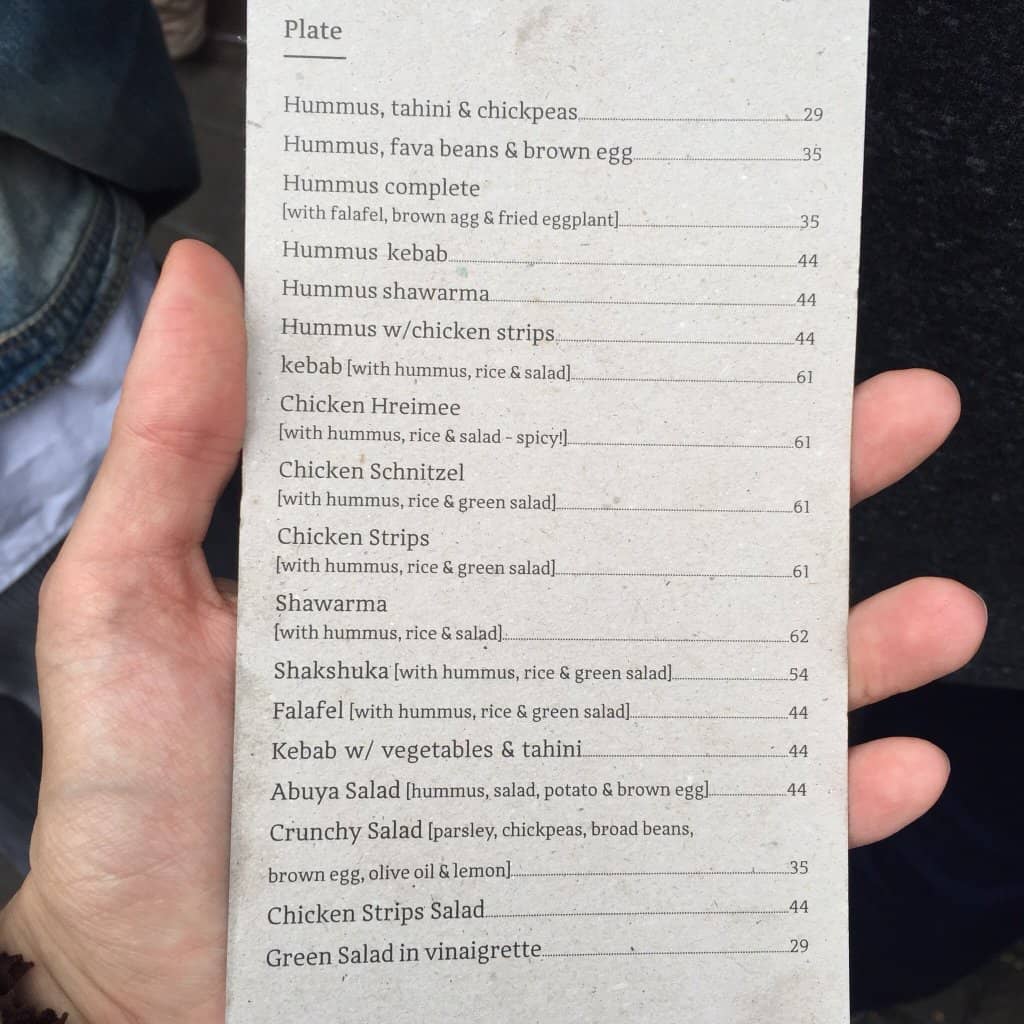 Plate
Hummus, tahini & chickpeas 29
Hummus, fava beans & brown egg 35
Hummus complete
[with falafel, brown agg & fried eggplant] 35
Hummus kebab 44
Hummus shawarma 44
Hummus w/chicken strips 44
kebab [with hummus, rice & salad] 61
Chicken Hreimee
[with hummus, rice & salad - spicy!] 61
Chicken Schnitzel
[with hummus, rice & green salad] 61
Chicken Strips
[with hummus, rice & green salad] 61
Shawarma
[with hummus, rice & salad] 62
Shakshuka [with hummus, rice & green salad] 54
Falafel [with hummus, rice & green salad] 44
Kebab w/ vegetables & tahini 44
Abuya Salad [hummus, salad, potato & brown egg] 44
Crunchy Salad [parsley, chickpeas, broad beans,
brown egg, olive oil & lemon] 35
Chicken Strips Salad 44
Green Salad in vinaigrette 29